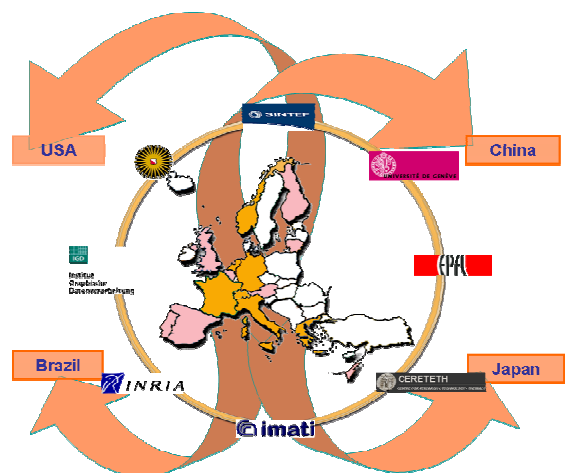 SINTEF
USA
China
UNIVERSITÉ DE GENÈVE
IGD
Institut
Graphische
Datenverarbeitung
EPFL
Brazil
INRIA
CERETETH
Japan
© imati